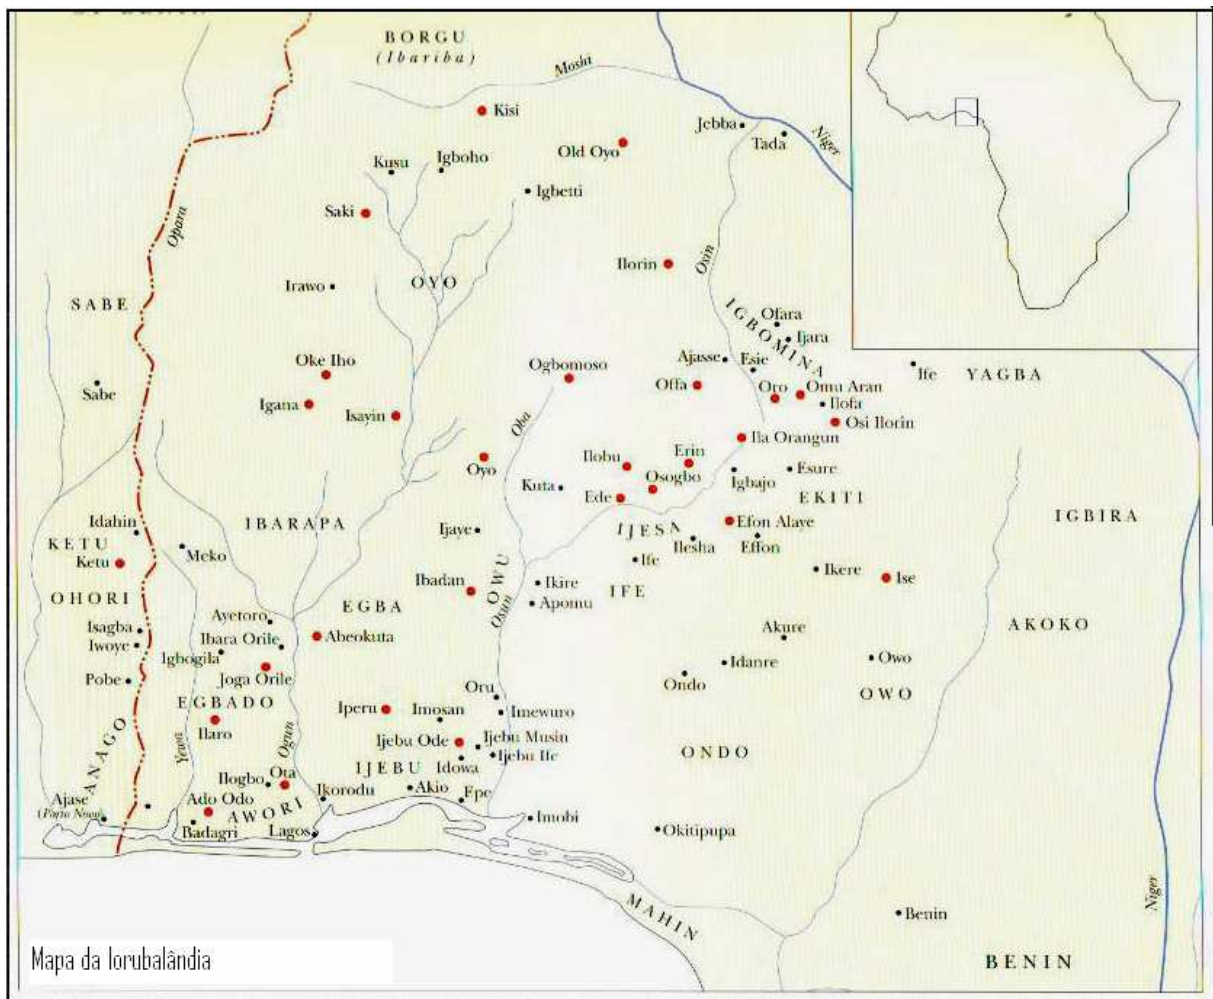 BORGU
(Ibariba)
Moshi
Kisi
Jebba
Tada
Niger
Old Oyo
Kusu
Igboho
Igbetti
Saki
Opara
Ilorin
Osin
OYO
Irawo
SABE
IGBOMINA
Ofara
Ijara
Oke Iho
Ogbomoso
Ajasse
Esie
Ife
YAGBA
Offa
Oro
Omu Aran
Ilofa
Sabe
Igana
Isayin
Oba
Osi Ilorin
Ila Orangun
Oyo
Ilobu
Erin
Osogbo
Igbajo
Esure
Kuta
Ede
EKITI
IGBIRA
Idahin
IBARAPA
Ijaye
IJESA
Efon Alaye
KETU
Meko
Ilesha
Effon
Ketu
Ife
Ikere
Ise
OHORI
Ibadan
OWU
Osun
Ikire
IFE
Apomu
EGBA
Ayetoro
AKOKO
Isagba
Ibara Orile
Abeokuta
Akure
Iwoye
Igbogila
Idanre
Owo
Pobe
Joga Orile
Ondo
OWO
EGBADO
Oru
Iperu
Imosan
Imewuro
Ilaro
ANAGO
Yewa
Ogun
Ijebu Ode
Ijebu Musin
Ijebu Ife
ONDO
IJEBU
Idowa
Ilogbo
Ota
Akio
Epe
Ajase
(Porto Novo)
Ado Odo
AWORI
Ikorodu
Imobi
Badagri
Lagos
Okitipupa
MAHIN
Benin
Niger
BENIN
Mapa da Iorubalândia